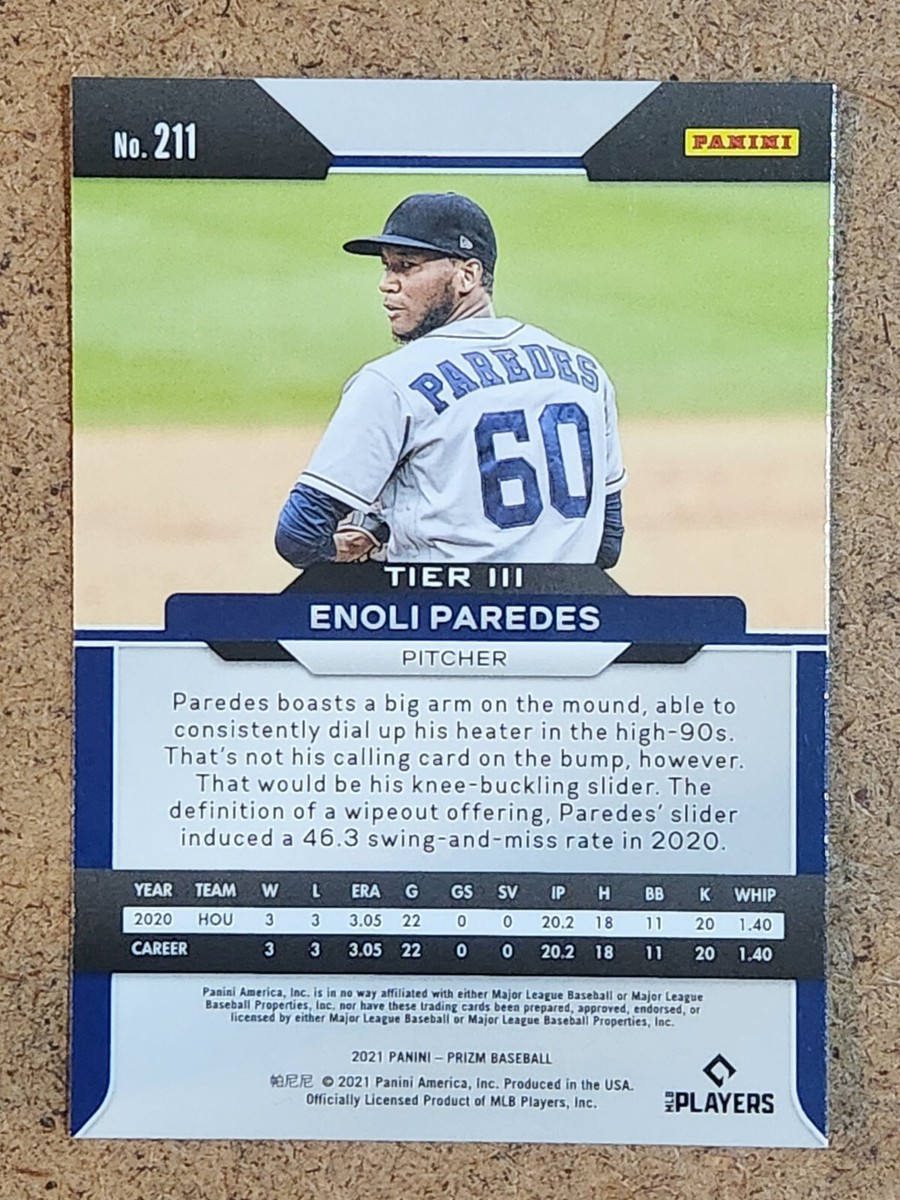 No. 211
PANINI
PAREDES
60
TIER III
ENOLI PAREDES
PITCHER
Paredes boasts a big arm on the mound, able to
consistently dial up his heater in the high-90s.
That's not his calling card on the bump, however.
That would be his knee-buckling slider. The
definition of a wipeout offering, Paredes' slider
induced a 46.3 swing-and-miss rate in 2020.
YEAR TEAM W L ERA G GS SV IP H BB K WHIP
2020 HOU 3 3 3.05 22 0 0 20.2 18 11 20 1.40
CAREER 3 3 3.05 22 0 0 20.2 18 11 20 1.40
Panini America, Inc. is in no way affiliated with either Major League Baseball or Major League
Baseball Properties, Inc. nor have these trading cards been prepared, approved, endorsed, or
licensed by either Major League Baseball or Major League Baseball Properties, Inc.
2021 PANINI – PRIZM BASEBALL
帕尼尼 © 2021 Panini America, Inc. Produced in the USA.
Officially Licensed Product of MLB Players, Inc.
MLB PLAYERS